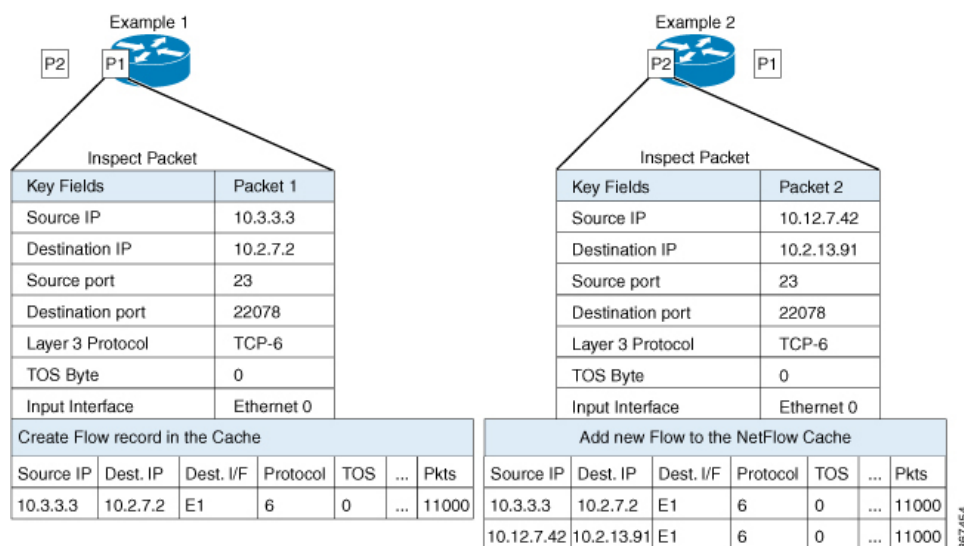 Example 1
P2 P1
Inspect Packet
Key Fields Packet 1
Source IP 10.3.3.3
Destination IP 10.2.7.2
Source port 23
Destination port 22078
Layer 3 Protocol TCP-6
TOS Byte 0
Input Interface Ethernet 0
Create Flow record in the Cache
Source IP Dest. IP Dest. I/F Protocol TOS ... Pkts
10.3.3.3 10.2.7.2 E1 6 0 ... 11000
Example 2
P2 P1
Inspect Packet
Key Fields Packet 2
Source IP 10.12.7.42
Destination IP 10.2.13.91
Source port 23
Destination port 22078
Layer 3 Protocol TCP-6
TOS Byte 0
Input Interface Ethernet 0
Add new Flow to the NetFlow Cache
Source IP Dest. IP Dest. I/F Protocol TOS ... Pkts
10.3.3.3 10.2.7.2 E1 6 0 ... 11000
10.12.7.42 10.2.13.91 E1 6 0 ... 11000